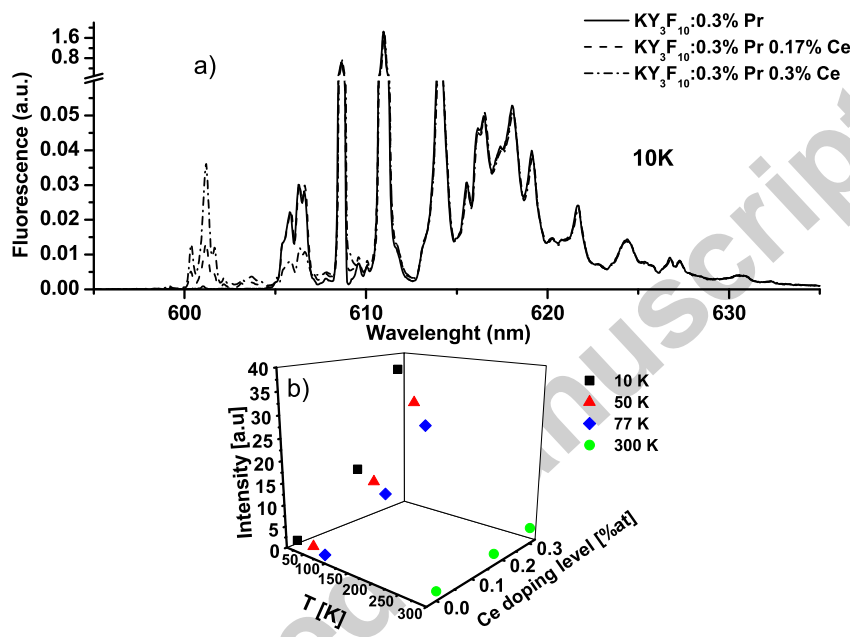 KY3F10:0.3% Pr
KY3F10:0.3% Pr 0.17% Ce
KY3F10:0.3% Pr 0.3% Ce
a)
10K
Fluorescence (a.u.)
1.6
0.8
0.05
0.04
0.03
0.02
0.01
0.00
600 610 620 630
Wavelenght (nm)
b)
10 K
50 K
77 K
300 K
Intensity [a.u]
40
35
30
25
20
15
10
5
0
50 100 150 200 250 300
T [K]
0.0 0.1 0.2 0.3
Ce doping level [%at]
nuscript